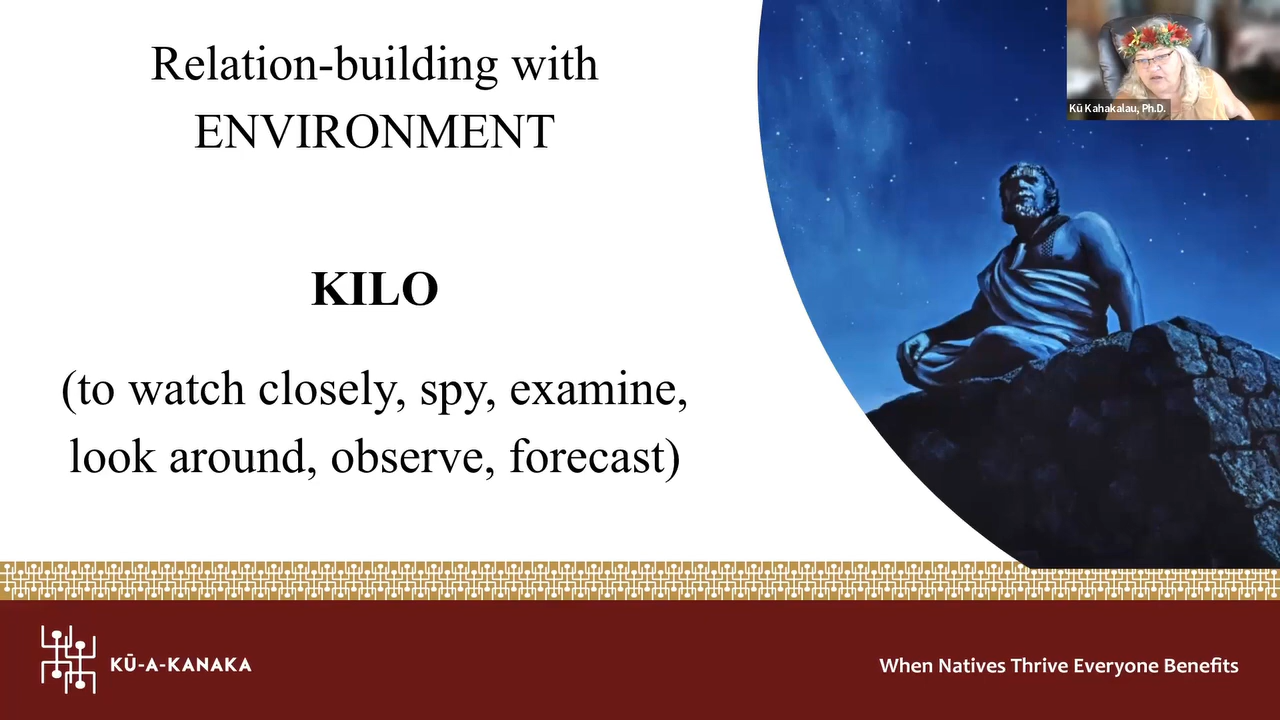 Relation-building with
ENVIRONMENT
KILO
(to watch closely, spy, examine,
look around, observe, forecast)
Kū Kahakalau, Ph.D.
KŪ-A-KANAKA
When Natives Thrive Everyone Benefits